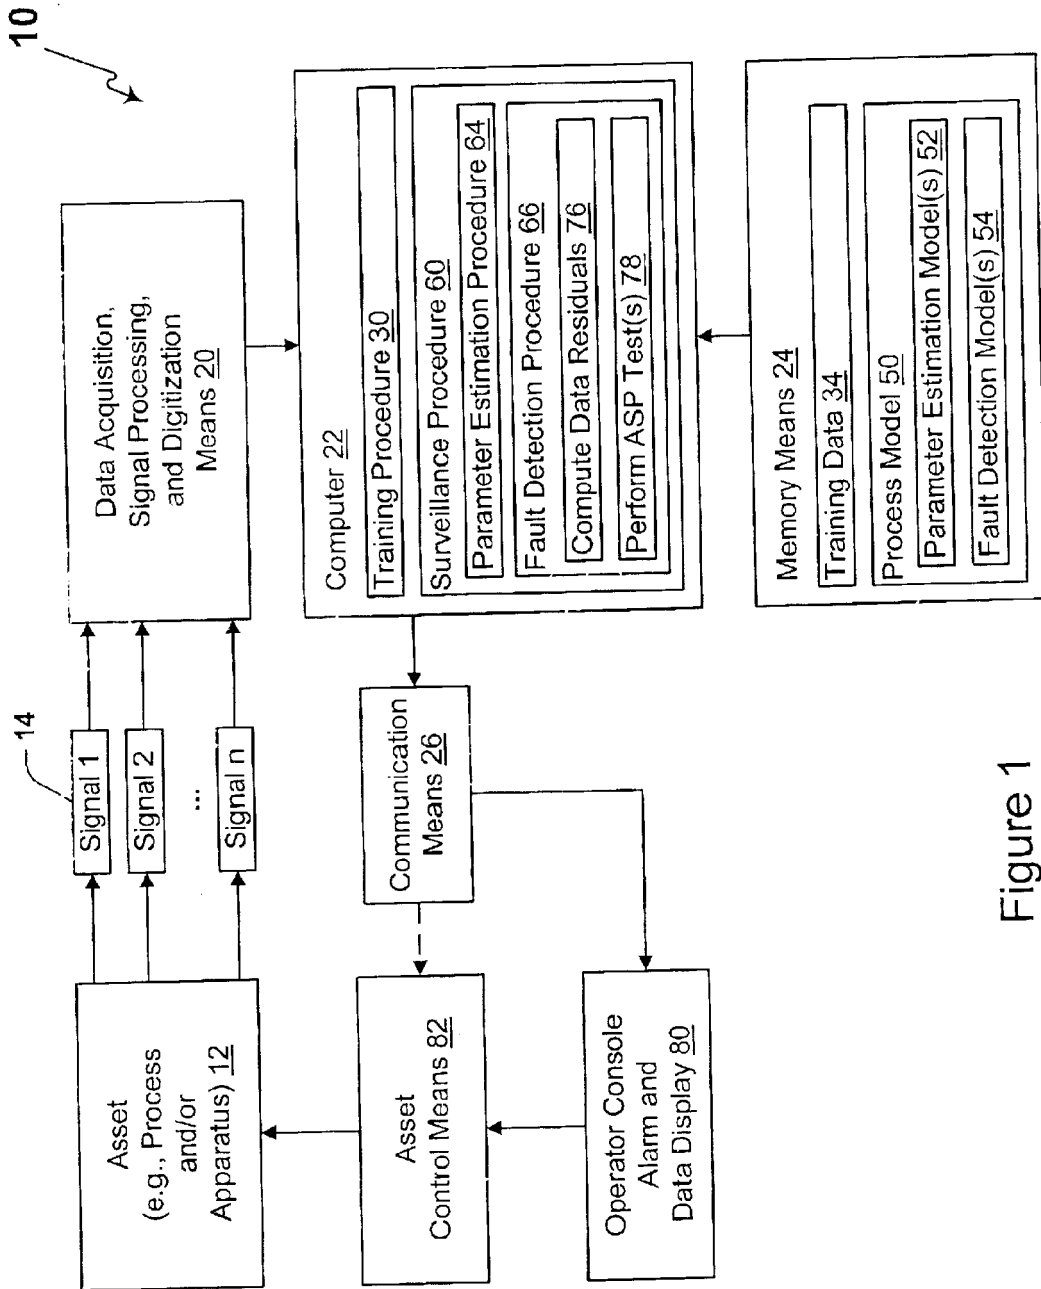 10
14
Asset
(e.g., Process
and/or
Apparatus) 12
Signal 1
Signal 2
...
Signal n
Data Acquisition,
Signal Processing,
and Digitization
Means 20
Asset
Control Means 82
Communication
Means 26
Computer 22
Training Procedure 30
Surveillance Procedure 60
Parameter Estimation Procedure 64
Fault Detection Procedure 66
Compute Data Residuals 76
Perform ASP Test(s) 78
Operator Console
Alarm and
Data Display 80
Memory Means 24
Training Data 34
Process Model 50
Parameter Estimation Model(s) 52
Fault Detection Model(s) 54
Figure 1